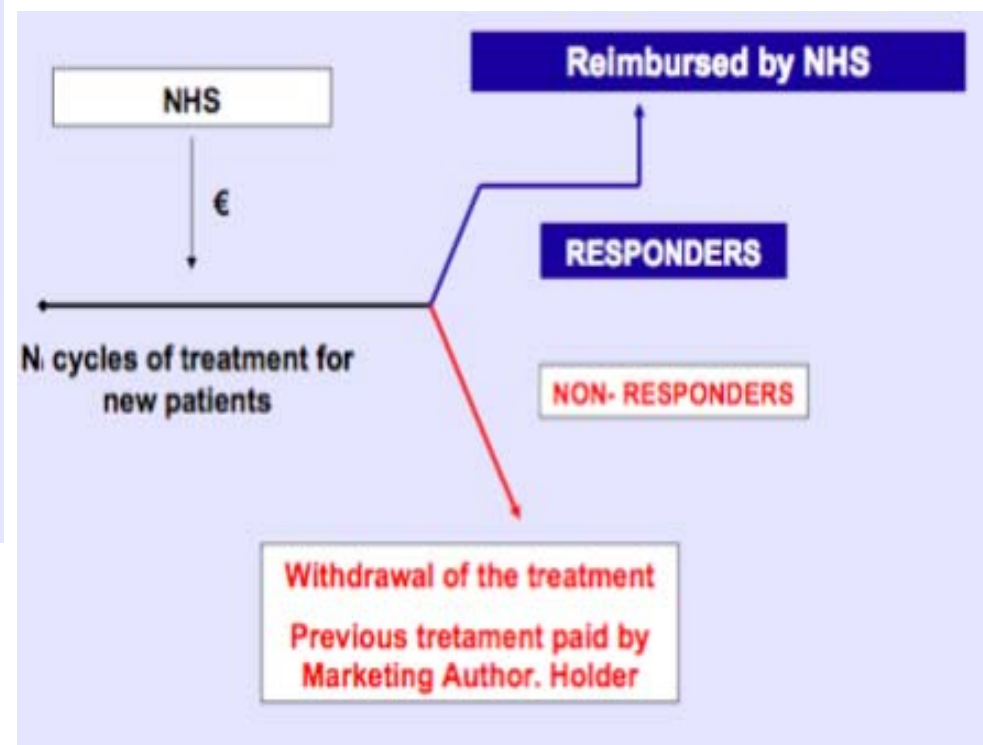 Reimbursed by NHS
NHS
€
RESPONDERS
Nᵢ cycles of treatment for
new patients
NON- RESPONDERS
Withdrawal of the treatment
Previous tretament paid by
Marketing Author. Holder